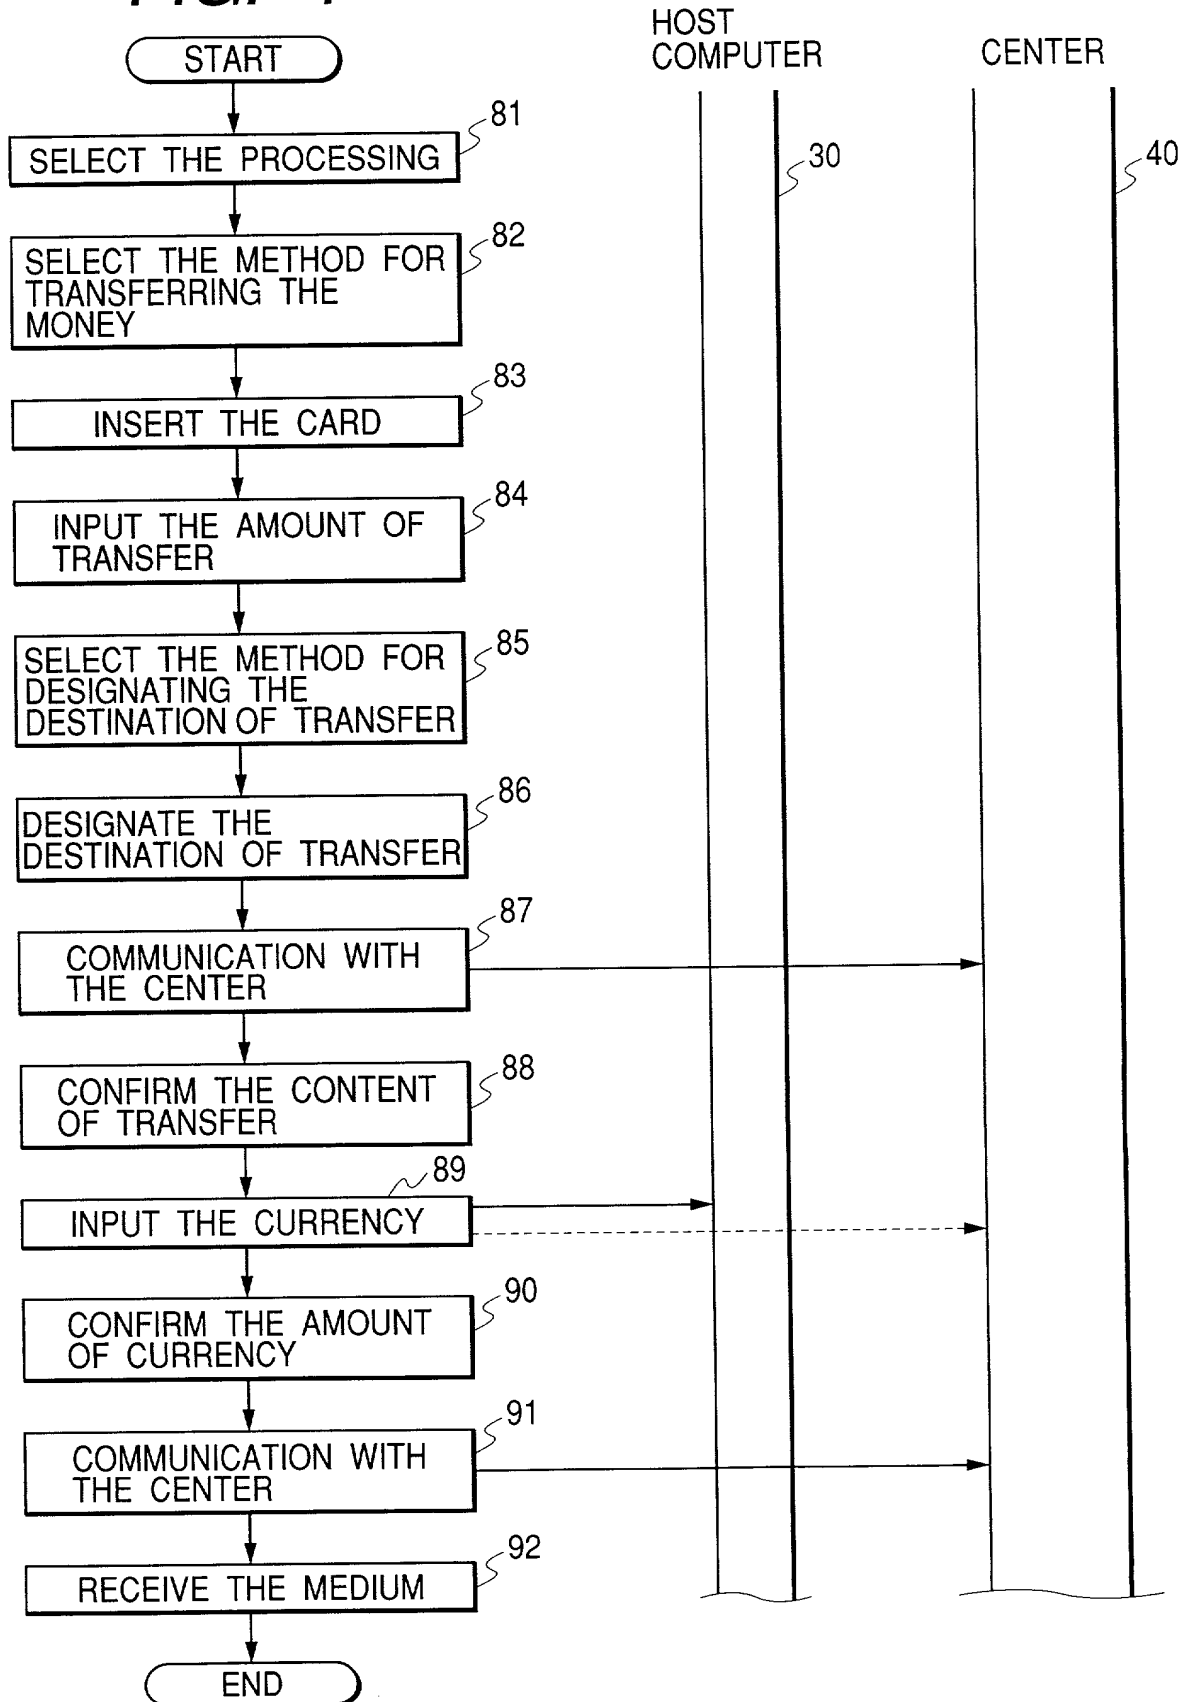 HOST
COMPUTER
CENTER
START
81
SELECT THE PROCESSING
30
40
82
SELECT THE METHOD FOR
TRANSFERRING THE
MONEY
83
INSERT THE CARD
84
INPUT THE AMOUNT OF
TRANSFER
85
SELECT THE METHOD FOR
DESIGNATING THE
DESTINATION OF TRANSFER
86
DESIGNATE THE
DESTINATION OF TRANSFER
87
COMMUNICATION WITH
THE CENTER
88
CONFIRM THE CONTENT
OF TRANSFER
89
INPUT THE CURRENCY
90
CONFIRM THE AMOUNT
OF CURRENCY
91
COMMUNICATION WITH
THE CENTER
92
RECEIVE THE MEDIUM
END